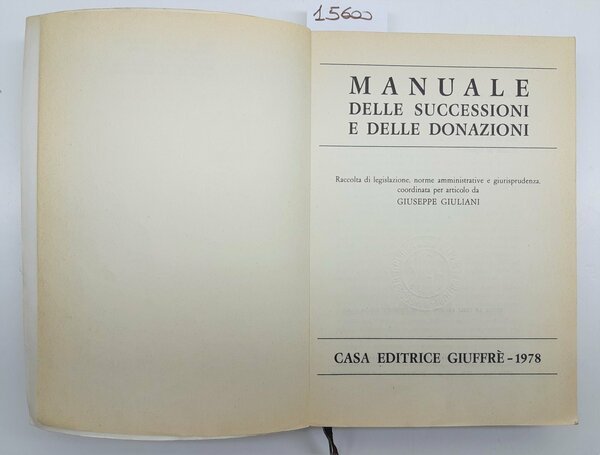 15600
MANUALE
DELLE SUCCESSIONI
E DELLE DONAZIONI
Raccolta di legislazione, norme amministrative e giurisprudenza,
coordinata per articolo da
GIUSEPPE GIULIANI
CASA EDITRICE GIUFFRÈ – 1978